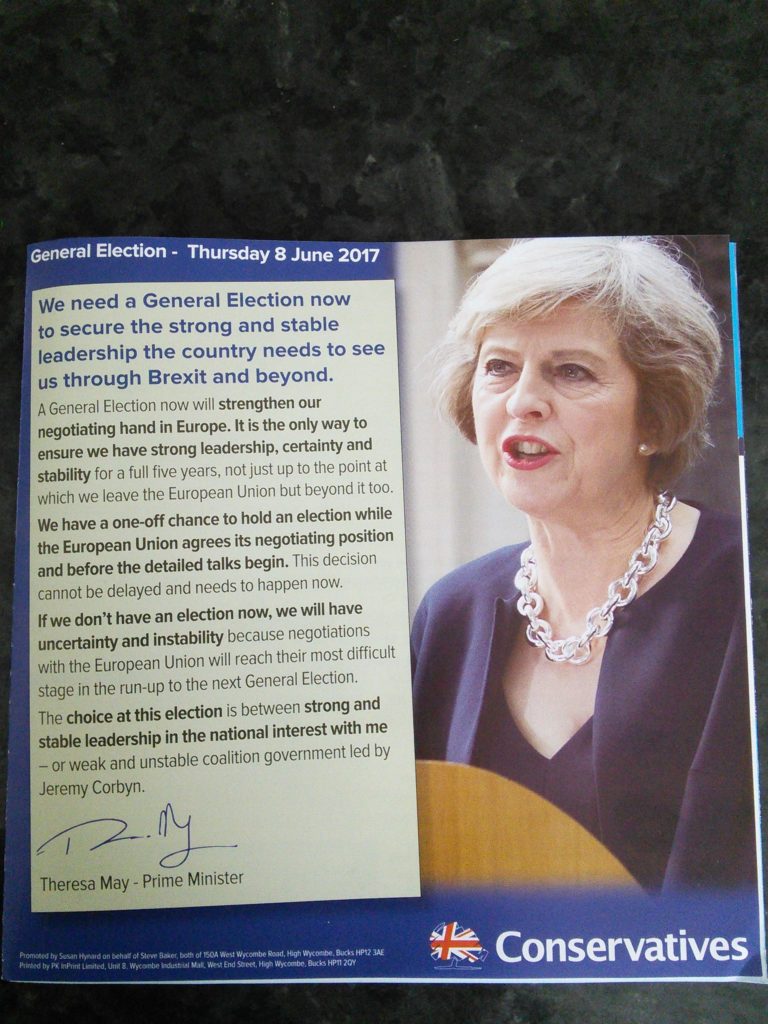 General Election - Thursday 8 June 2017
We need a General Election now
to secure the strong and stable
leadership the country needs to see
us through Brexit and beyond.
A General Election now will strengthen our
negotiating hand in Europe. It is the only way to
ensure we have strong leadership, certainty and
stability for a full five years, not just up to the point at
which we leave the European Union but beyond it too.
We have a one-off chance to hold an election while
the European Union agrees its negotiating position
and before the detailed talks begin. This decision
cannot be delayed and needs to happen now.
If we don't have an election now, we will have
uncertainty and instability because negotiations
with the European Union will reach their most difficult
stage in the run-up to the next General Election.
The choice at this election is between strong and
stable leadership in the national interest with me
– or weak and unstable coalition government led by
Jeremy Corbyn.
Theresa May - Prime Minister
Promoted by Susan Hynard on behalf of Steve Baker, both of 150A West Wycombe Road, High Wycombe, Bucks HP12 3AE
Printed by PK InPrint Limited, Unit 8, Wycombe Industrial Mall, West End Street, High Wycombe, Bucks HP11 2QY
Conservatives